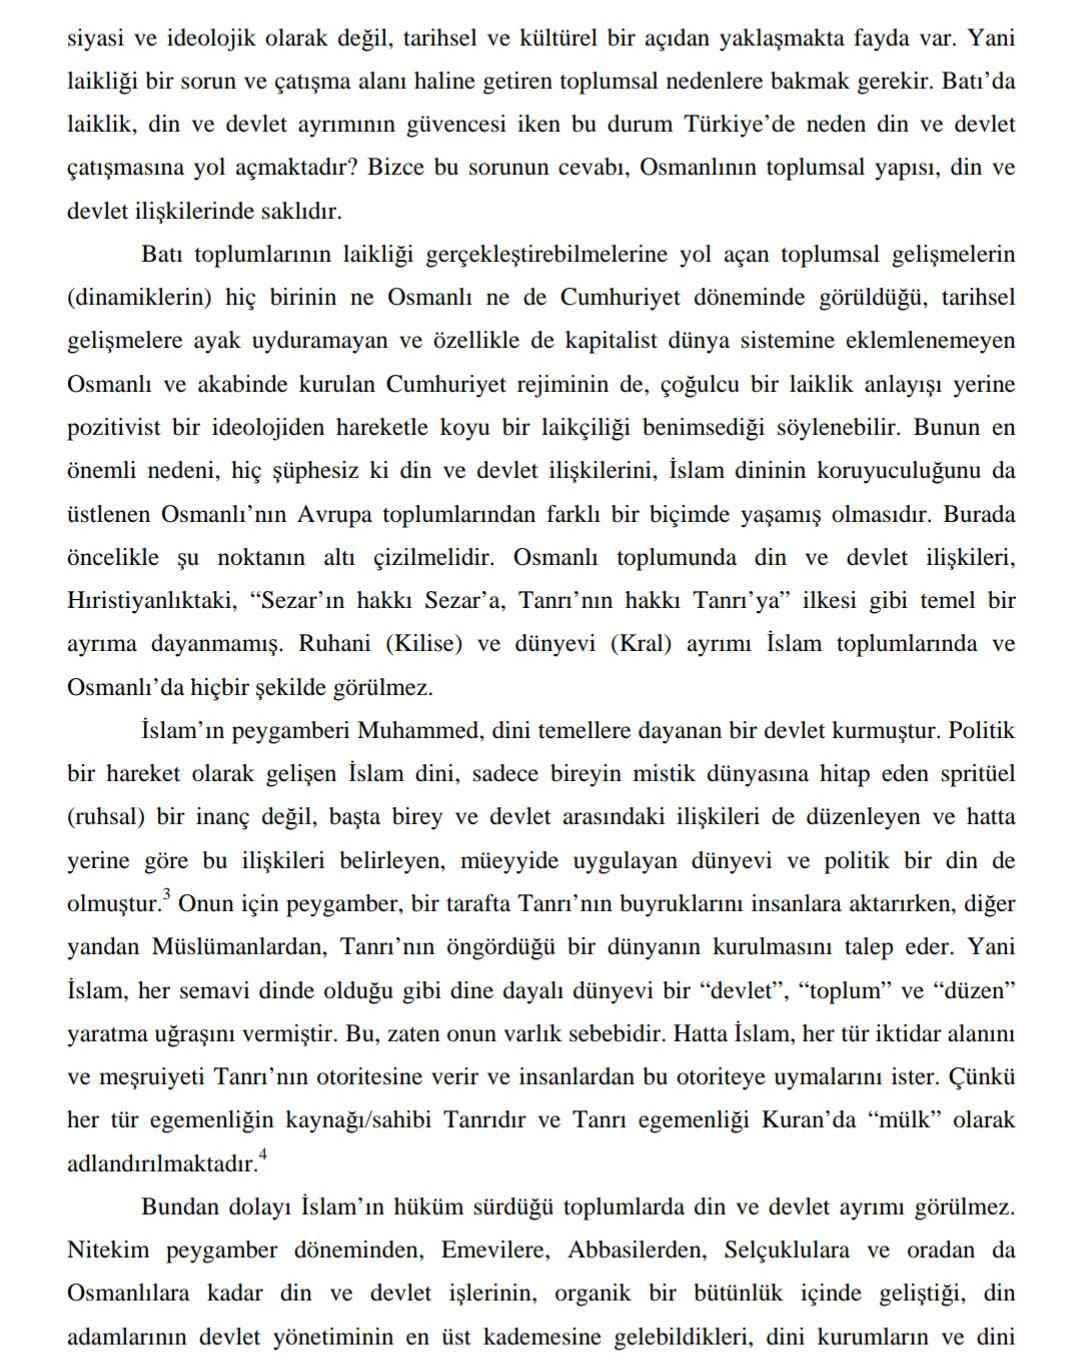 siyasi ve ideolojik olarak değil, tarihsel ve kültürel bir açıdan yaklaşmakta fayda var. Yani
laikliği bir sorun ve çatışma alanı haline getiren toplumsal nedenlere bakmak gerekir. Batı’da
laiklik, din ve devlet ayrımının güvencesi iken bu durum Türkiye’de neden din ve devlet
çatışmasına yol açmaktadır? Bizce bu sorunun cevabı, Osmanlının toplumsal yapısı, din ve
devlet ilişkilerinde saklıdır.
Batı toplumlarının laikliği gerçekleştirebilmelerine yol açan toplumsal gelişmelerin
(dinamiklerin) hiç birinin ne Osmanlı ne de Cumhuriyet döneminde görüldüğü, tarihsel
gelişmelere ayak uyduramayan ve özellikle de kapitalist dünya sistemine eklemlenemeyen
Osmanlı ve akabinde kurulan Cumhuriyet rejiminin de, çoğulcu bir laiklik anlayışı yerine
pozitivist bir ideolojiden hareketle koyu bir laikçiliği benimsediği söylenebilir. Bunun en
önemli nedeni, hiç şüphesiz ki din ve devlet ilişkilerini, İslam dininin koruyuculuğunu da
üstlenen Osmanlı’nın Avrupa toplumlarından farklı bir biçimde yaşamış olmasıdır. Burada
öncelikle şu noktanın altı çizilmelidir. Osmanlı toplumunda din ve devlet ilişkileri,
Hıristiyanlıktaki, “Sezar’ın hakkı Sezar’a, Tanrı’nın hakkı Tanrı’ya” ilkesi gibi temel bir
ayrıma dayanmamış. Ruhani (Kilise) ve dünyevi (Kral) ayrımı İslam toplumlarında ve
Osmanlı’da hiçbir şekilde görülmez.
İslam’ın peygamberi Muhammed, dini temellere dayanan bir devlet kurmuştur. Politik
bir hareket olarak gelişen İslam dini, sadece bireyin mistik dünyasına hitap eden spritüel
(ruhsal) bir inanç değil, başta birey ve devlet arasındaki ilişkileri de düzenleyen ve hatta
yerine göre bu ilişkileri belirleyen, müeyyide uygulayan dünyevi ve politik bir din de
olmuştur.³ Onun için peygamber, bir tarafta Tanrı’nın buyruklarını insanlara aktarırken, diğer
yandan Müslümanlardan, Tanrı’nın öngördüğü bir dünyanın kurulmasını talep eder. Yani
İslam, her semavi dinde olduğu gibi dine dayalı dünyevi bir “devlet”, “toplum” ve “düzen”
yaratma uğraşını vermiştir. Bu, zaten onun varlık sebebidir. Hatta İslam, her tür iktidar alanını
ve meşruiyeti Tanrı’nın otoritesine verir ve insanlardan bu otoriteye uymalarını ister. Çünkü
her tür egemenliğin kaynağı/sahibi Tanrıdır ve Tanrı egemenliği Kuran’da “mülk” olarak
adlandırılmaktadır.⁴
Bundan dolayı İslam’ın hüküm sürdüğü toplumlarda din ve devlet ayrımı görülmez.
Nitekim peygamber döneminden, Emevilere, Abbasilerden, Selçuklulara ve oradan da
Osmanlılara kadar din ve devlet işlerinin, organik bir bütünlük içinde geliştiği, din
adamlarının devlet yönetiminin en üst kademesine gelebildikleri, dini kurumların ve dini